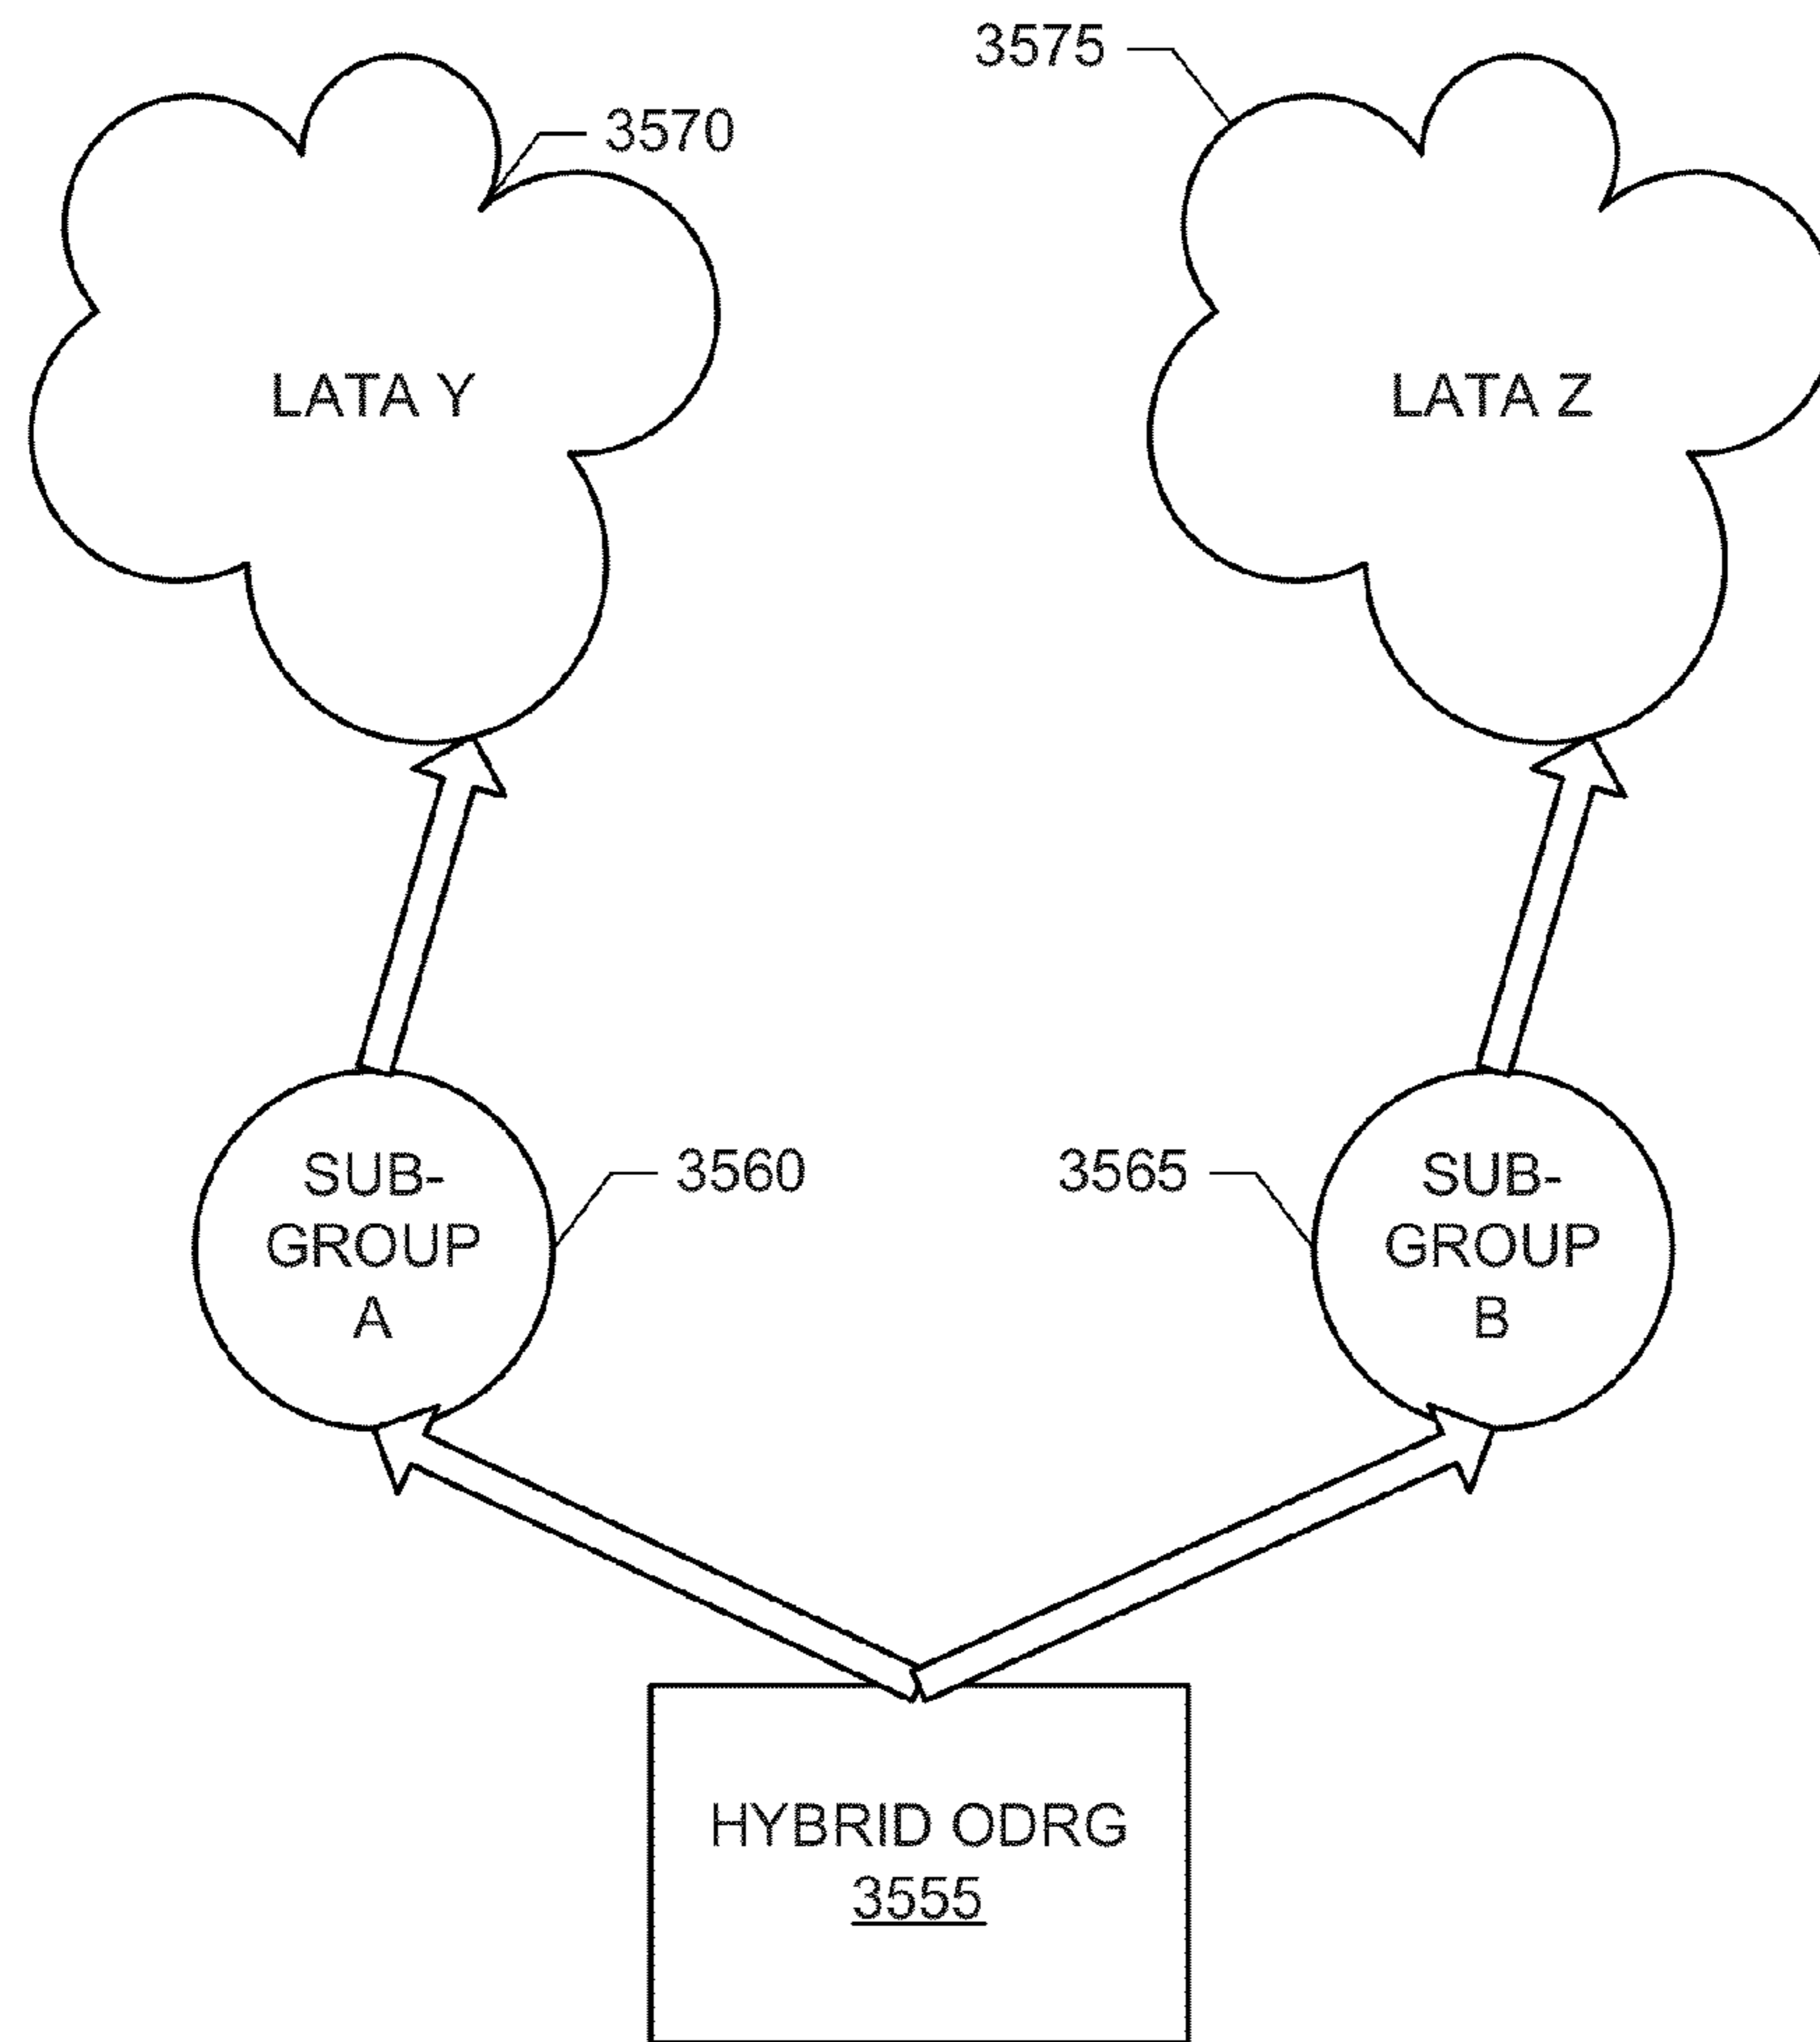 3575
3570
LATA Y
LATA Z
SUB-
GROUP
A
3560
3565
SUB-
GROUP
B
HYBRID ODRG
3555